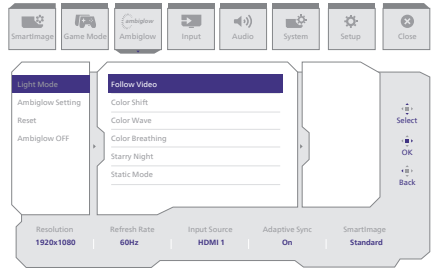 SmartImage
Game Mode
ambiglow
Ambiglow
Input
Audio
System
Setup
Close
Light Mode
Ambiglow Setting
Reset
Ambiglow OFF
Follow Video
Color Shift
Color Wave
Color Breathing
Starry Night
Static Mode
Select
OK
Back
Resolution
Refresh Rate
Input Source
Adaptive Sync
SmartImage
1920x1080
60Hz
HDMI 1
On
Standard